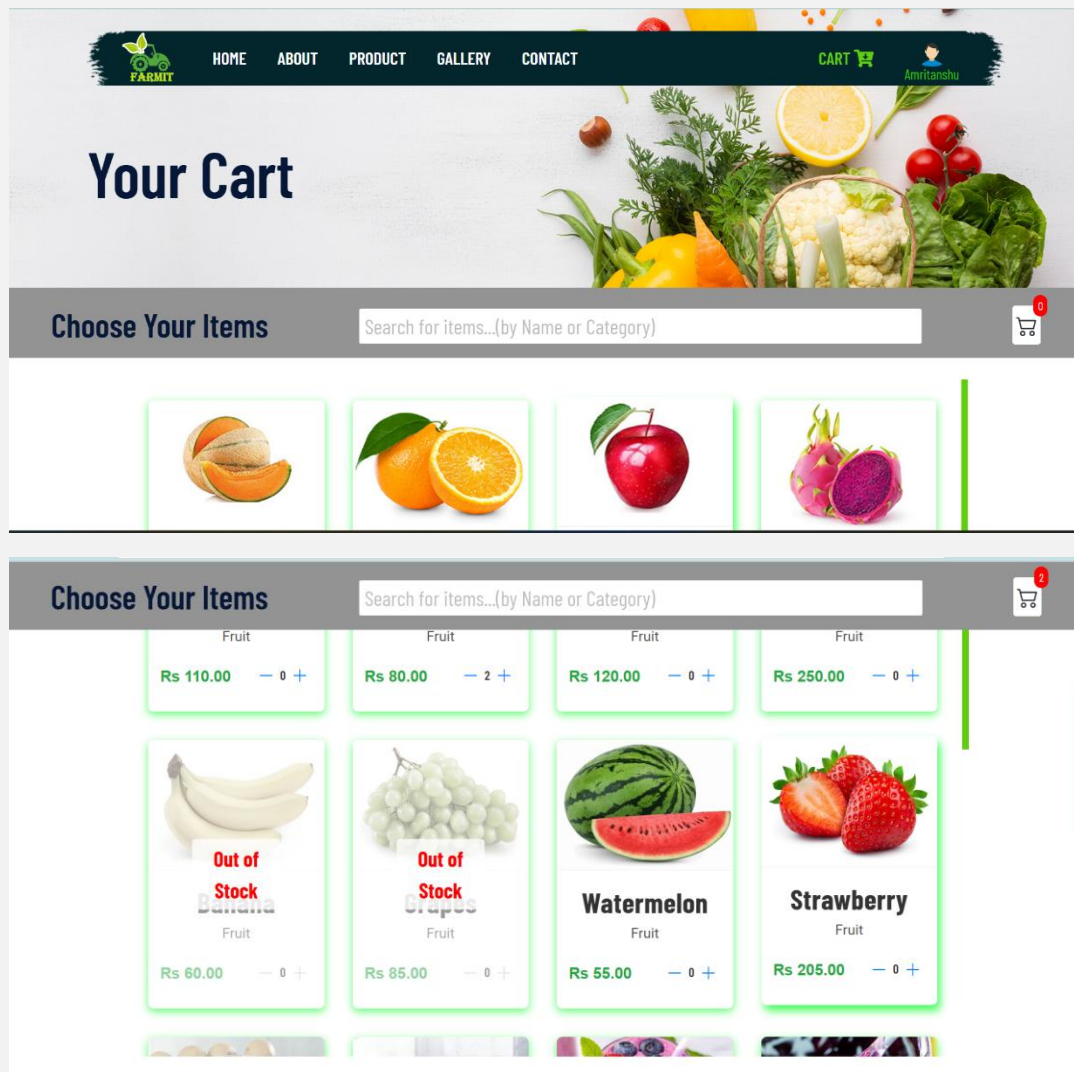 FARMIT
HOME ABOUT PRODUCT GALLERY CONTACT CART Amritanshu
Your Cart
Choose Your Items Search for items...(by Name or Category) 0
Choose Your Items Search for items...(by Name or Category) 2
Fruit Fruit Fruit Fruit
Rs 110.00 — 0 + Rs 80.00 — 2 + Rs 120.00 — 0 + Rs 250.00 — 0 +
Out of Out of
Stock Stock
Banana Grapes Watermelon Strawberry
Fruit Fruit Fruit Fruit
Rs 60.00 — 0 + Rs 85.00 — 0 + Rs 55.00 — 0 + Rs 205.00 — 0 +